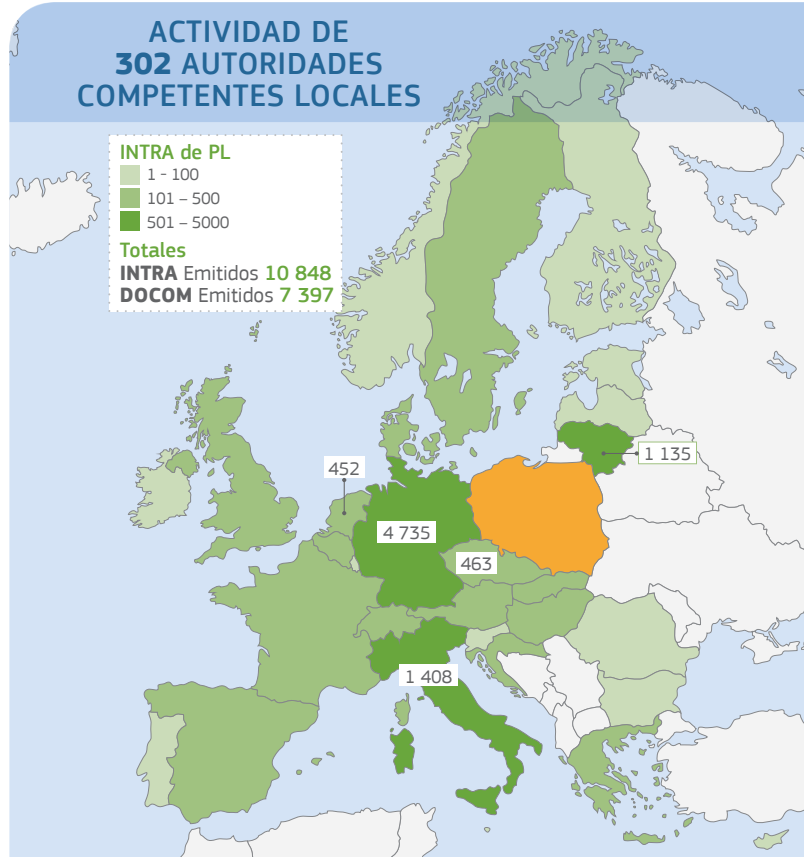 ACTIVIDAD DE
302 AUTORIDADES
COMPETENTES LOCALES
INTRA de PL
1 - 100
101 – 500
501 – 5000
Totales
INTRA Emitidos 10 848
DOCOM Emitidos 7 397
452
1 135
4 735
463
1 408